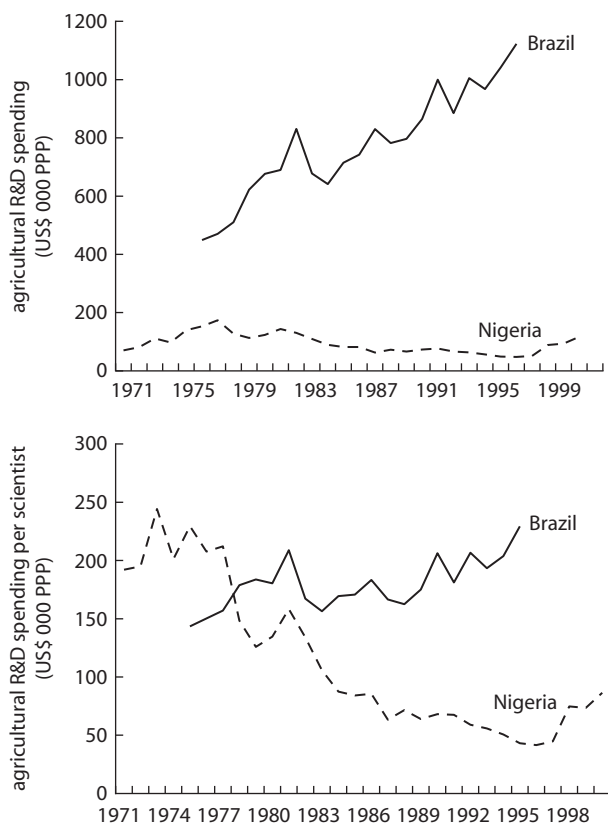 agricultural R&D spending
(US$ 000 PPP)
1200
1000
800
600
400
200
0
Brazil
Nigeria
1971 1975 1979 1983 1987 1991 1995 1999
agricultural R&D spending per scientist
(US$ 000 PPP)
300
250
200
150
100
50
0
Brazil
Nigeria
1971 1974 1977 1980 1983 1986 1989 1992 1995 1998